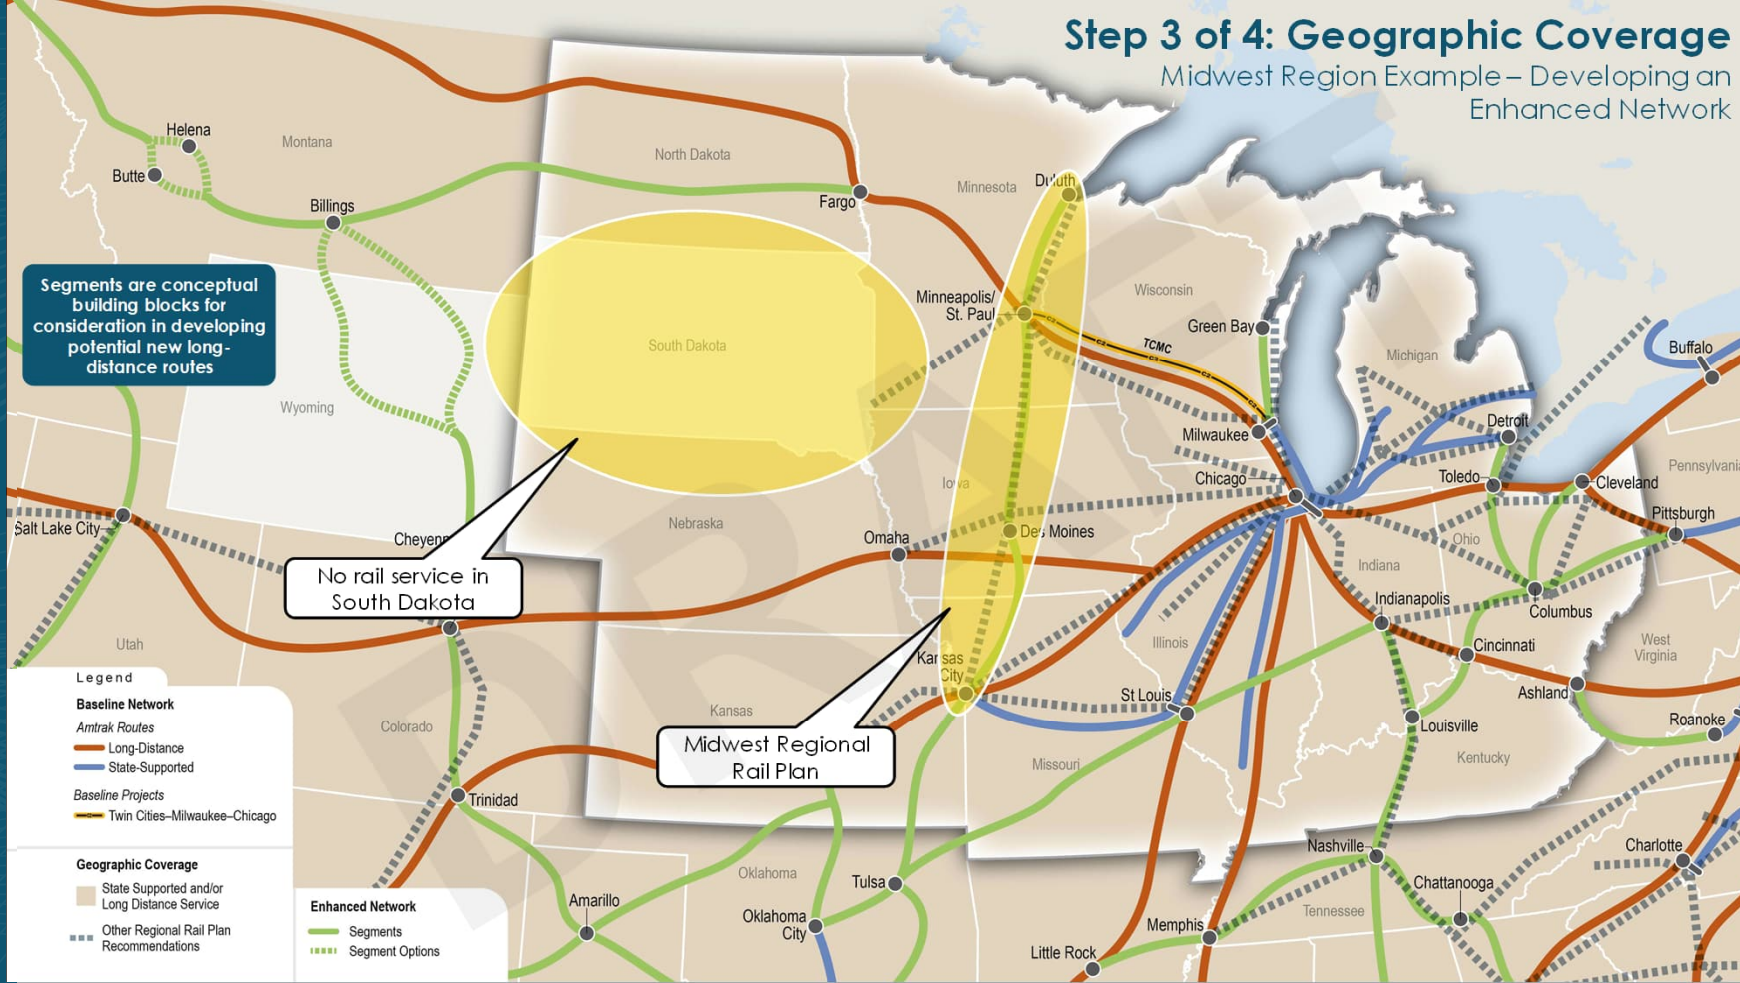 Step 3 of 4: Geographic Coverage
Midwest Region Example – Developing an
Enhanced Network
Helena
Montana
Butte
Billings
North Dakota
Fargo
Minnesota
Duluth
Segments are conceptual
building blocks for
consideration in developing
potential new long-
distance routes
Minneapolis/
St. Paul
Wisconsin
Green Bay
TCMC
Michigan
Buffalo
South Dakota
Wyoming
Milwaukee
Detroit
Chicago
Toledo
Cleveland
Pennsylvani
Iowa
Salt Lake City
Nebraska
Omaha
Des Moines
Pittsburgh
Cheyenn
Ohio
Indiana
No rail service in
South Dakota
Indianapolis
Columbus
Utah
Illinois
Cincinnati
West
Virginia
Kansas
City
St Louis
Ashland
Colorado
Kansas
Louisville
Roanoke
Midwest Regional
Rail Plan
Missouri
Kentucky
Trinidad
Nashville
Charlotte
Oklahoma
Tulsa
Chattanooga
Amarillo
Oklahoma
City
Memphis
Tennessee
Little Rock
Legend
Baseline Network
Amtrak Routes
Long-Distance
State-Supported
Baseline Projects
Twin Cities–Milwaukee–Chicago
Geographic Coverage
State Supported and/or
Long Distance Service
Other Regional Rail Plan
Recommendations
Enhanced Network
Segments
Segment Options
DRAFT